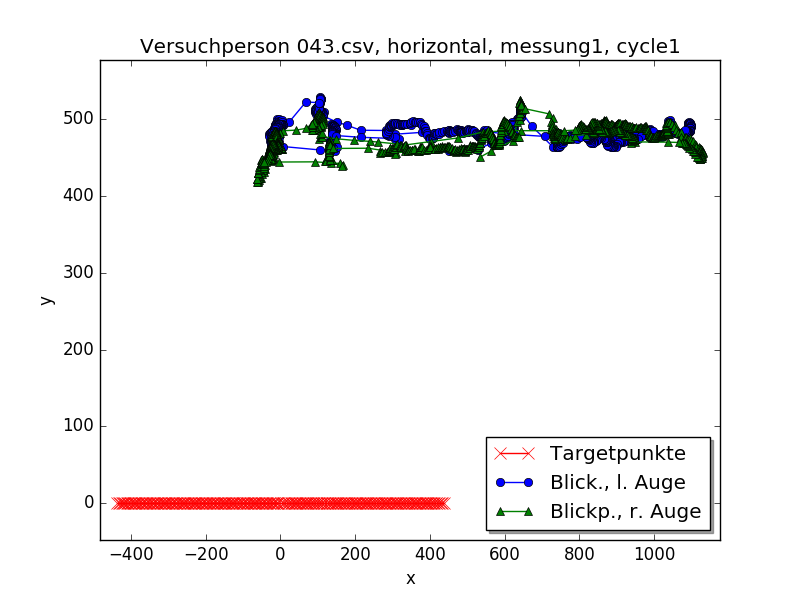 Versuchperson 043.csv, horizontal, messung1, cycle1
y
500
400
300
200
100
0
Targetpunkte
Blick., l. Auge
Blickp., r. Auge
−400 −200 0 200 400 600 800 1000
x